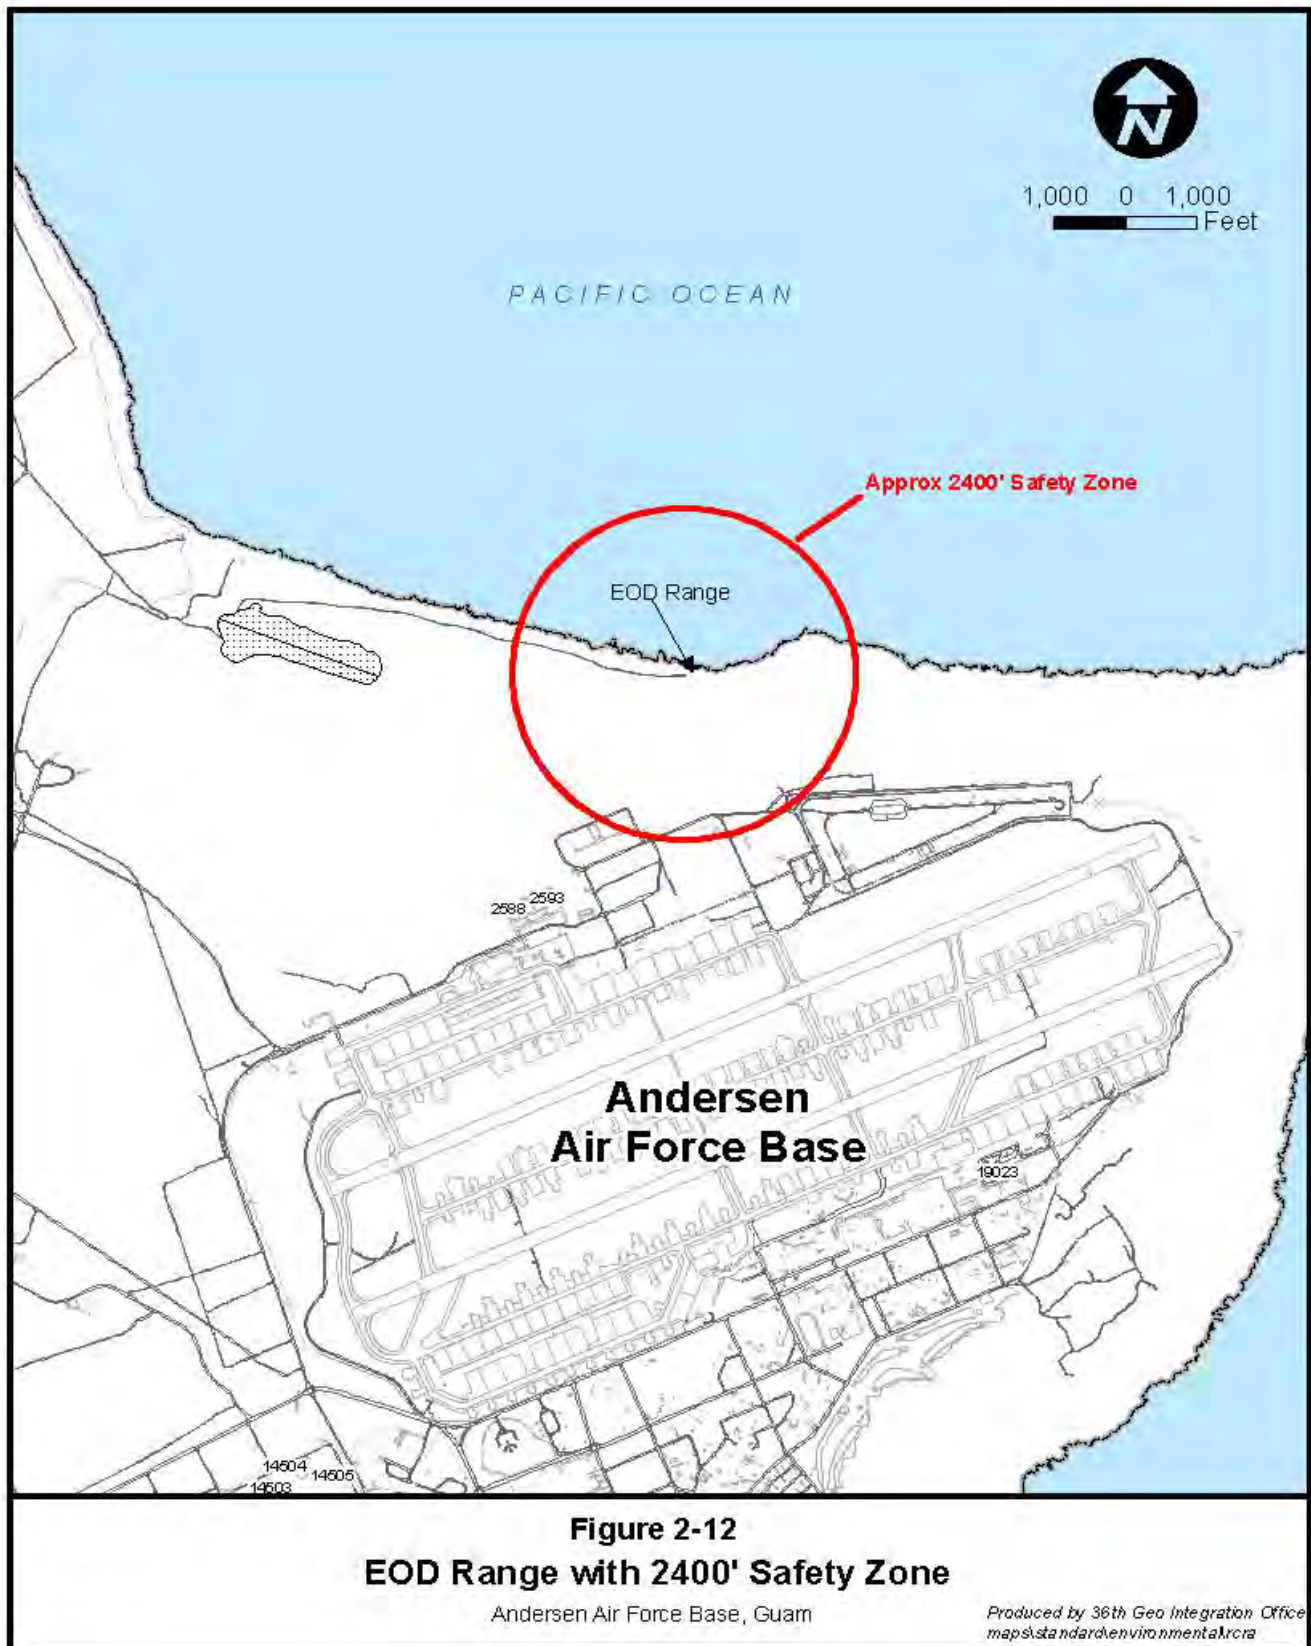 N
1,000 0 1,000
Feet
PACIFIC OCEAN
Approx 2400' Safety Zone
EOD Range
2588 2593
Andersen
Air Force Base
19023
14504 14505
14503
Figure 2-12
EOD Range with 2400' Safety Zone
Andersen Air Force Base, Guam
Produced by 36th Geo Integration Office
maps\standard\environmental\rcra